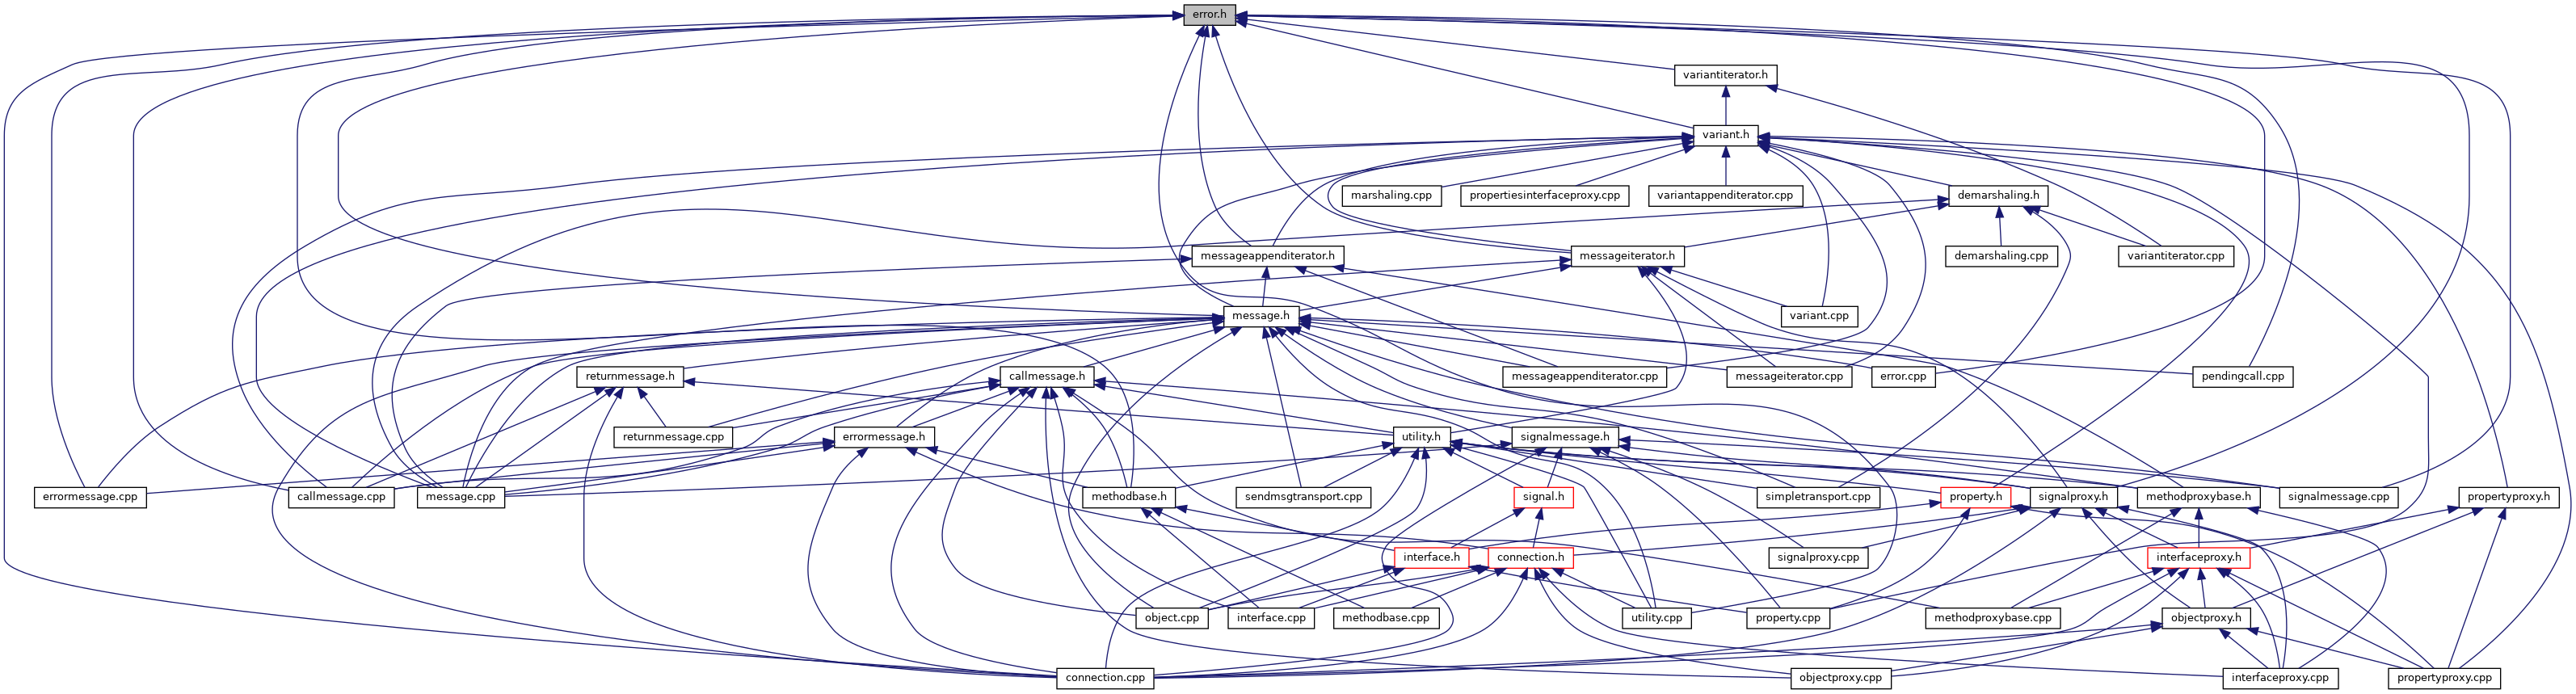 error.h
variantiterator.h
variant.h
marshaling.cpp
propertiesinterfaceproxy.cpp
variantappenditerator.cpp
demarshaling.h
messageappenditerator.h
messageiterator.h
demarshaling.cpp
variantiterator.cpp
message.h
variant.cpp
returnmessage.h
callmessage.h
messageappenditerator.cpp
messageiterator.cpp
error.cpp
pendingcall.cpp
returnmessage.cpp
errormessage.h
utility.h
signalmessage.h
errormessage.cpp
callmessage.cpp
message.cpp
methodbase.h
sendmsgtransport.cpp
signal.h
simpletransport.cpp
property.h
signalproxy.h
methodproxybase.h
signalmessage.cpp
propertyproxy.h
interface.h
connection.h
signalproxy.cpp
interfaceproxy.h
object.cpp
interface.cpp
methodbase.cpp
utility.cpp
property.cpp
methodproxybase.cpp
objectproxy.h
connection.cpp
objectproxy.cpp
interfaceproxy.cpp
propertyproxy.cpp